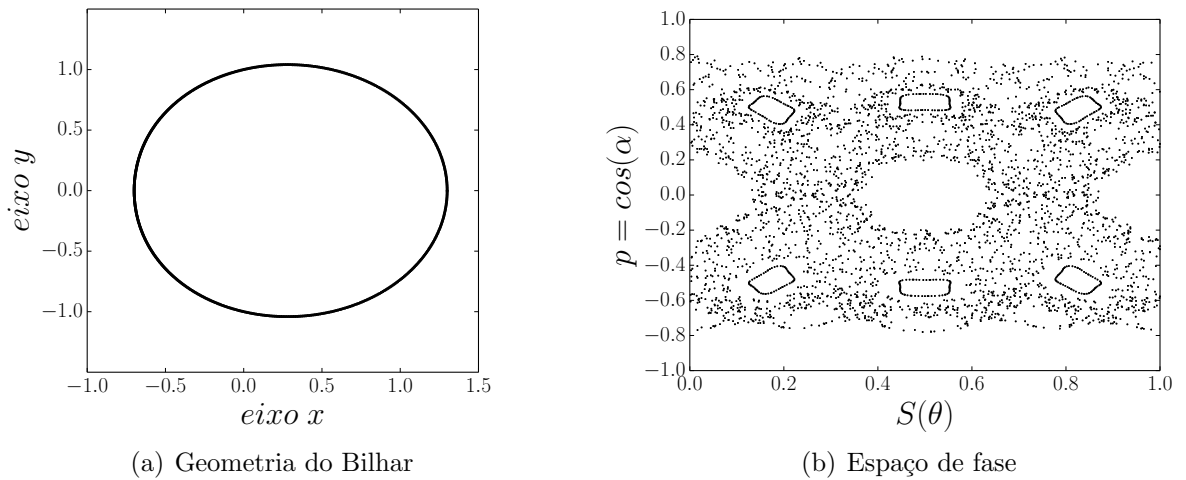 1.0
0.5
0.0
−0.5
−1.0
−1.0 −0.5 0.0 0.5 1.0 1.5
eixo y
eixo x
(a) Geometria do Bilhar
1.0
0.8
0.6
0.4
0.2
0.0
−0.2
−0.4
−0.6
−0.8
−1.0
0.0 0.2 0.4 0.6 0.8 1.0
p = cos(α)
S(θ)
(b) Espaço de fase